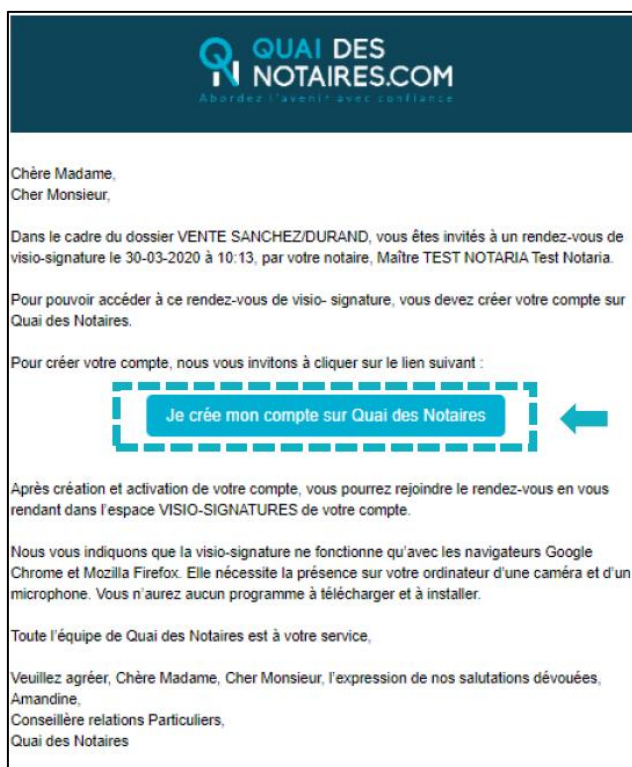 QUAI DES
NOTAIRES.COM
Abordez l'avenir avec confiance
Chère Madame,
Cher Monsieur,
Dans le cadre du dossier VENTE SANCHEZ/DURAND, vous êtes invités à un rendez-vous de
visio-signature le 30-03-2020 à 10:13, par votre notaire, Maître TEST NOTARIA Test Notaria.
Pour pouvoir accéder à ce rendez-vous de visio- signature, vous devez créer votre compte sur
Quai des Notaires.
Pour créer votre compte, nous vous invitons à cliquer sur le lien suivant :
Je crée mon compte sur Quai des Notaires
Après création et activation de votre compte, vous pourrez rejoindre le rendez-vous en vous
rendant dans l'espace VISIO-SIGNATURES de votre compte.
Nous vous indiquons que la visio-signature ne fonctionne qu'avec les navigateurs Google
Chrome et Mozilla Firefox. Elle nécessite la présence sur votre ordinateur d'une caméra et d'un
microphone. Vous n'aurez aucun programme à télécharger et à installer.
Toute l'équipe de Quai des Notaires est à votre service,
Veuillez agréer, Chère Madame, Cher Monsieur, l'expression de nos salutations dévouées,
Amandine,
Conseillère relations Particuliers,
Quai des Notaires